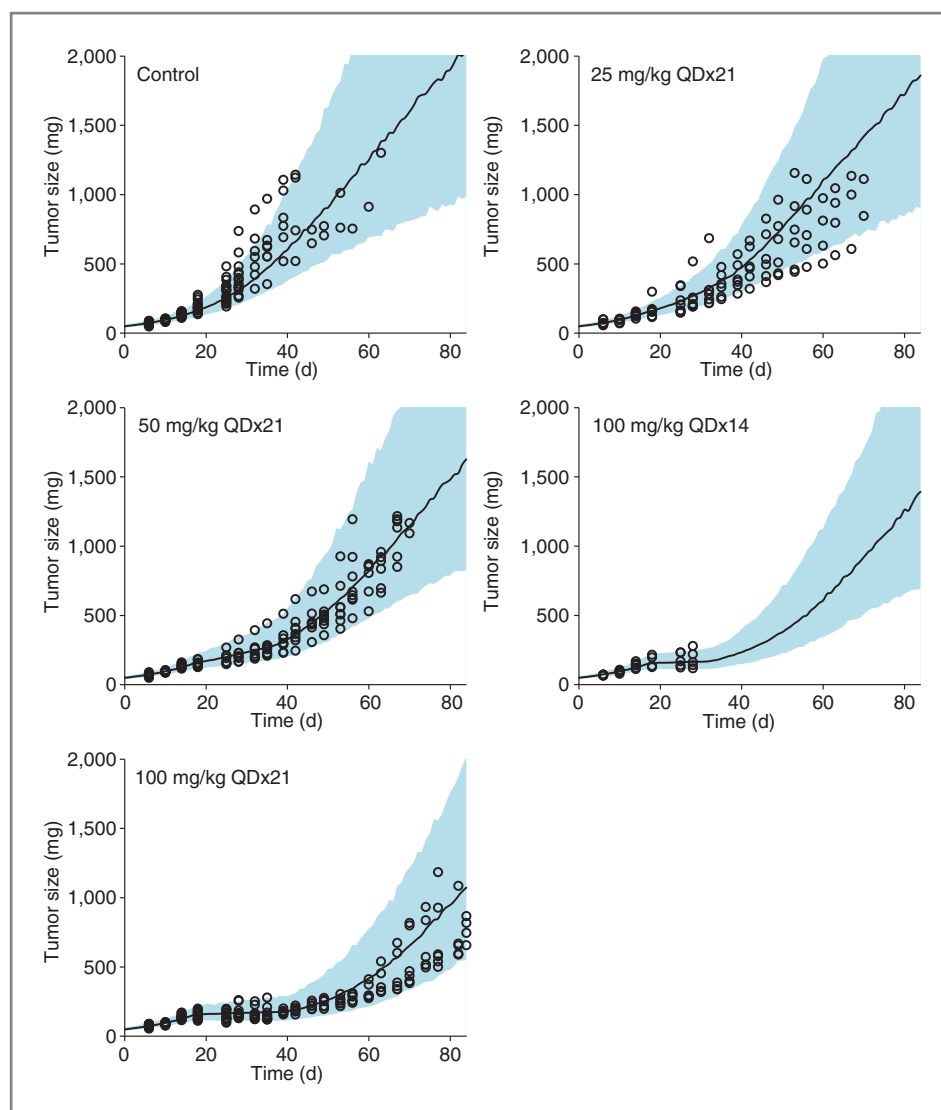 Control
2,000
1,500
1,000
500
0
Tumor size (mg)
0 20 40 60 80
Time (d)
25 mg/kg QDx21
2,000
1,500
1,000
500
0
Tumor size (mg)
0 20 40 60 80
Time (d)
50 mg/kg QDx21
2,000
1,500
1,000
500
0
Tumor size (mg)
0 20 40 60 80
Time (d)
100 mg/kg QDx14
2,000
1,500
1,000
500
0
Tumor size (mg)
0 20 40 60 80
Time (d)
100 mg/kg QDx21
2,000
1,500
1,000
500
0
Tumor size (mg)
0 20 40 60 80
Time (d)